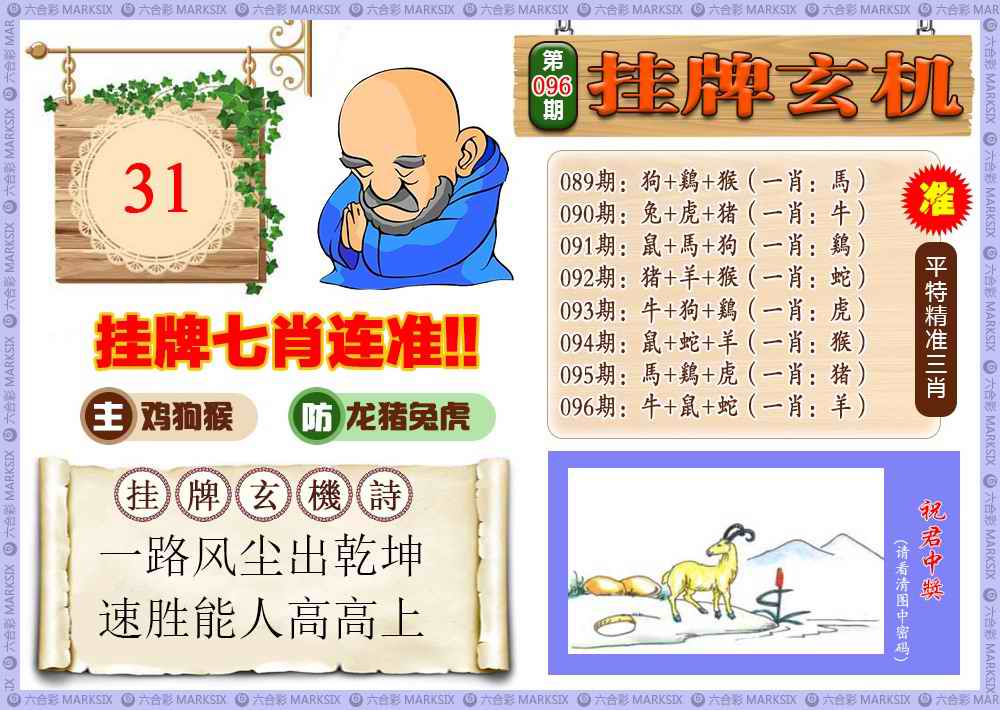 六合彩 MARKSIX
31
第096期
挂牌玄机
挂牌七肖连准!!
主 鸡狗猴
防 龙猪兔虎
挂牌玄機詩
一路风尘出乾坤
速胜能人高高上
089期：狗+鷄+猴（一肖：馬）
090期：兔+虎+猪（一肖：牛）
091期：鼠+馬+狗（一肖：鷄）
092期：猪+羊+猴（一肖：蛇）
093期：牛+狗+鷄（一肖：虎）
094期：鼠+蛇+羊（一肖：猴）
095期：馬+鷄+虎（一肖：猪）
096期：牛+鼠+蛇（一肖：羊）
准
平特精准三肖
祝君中獎
（请看清图中密码）